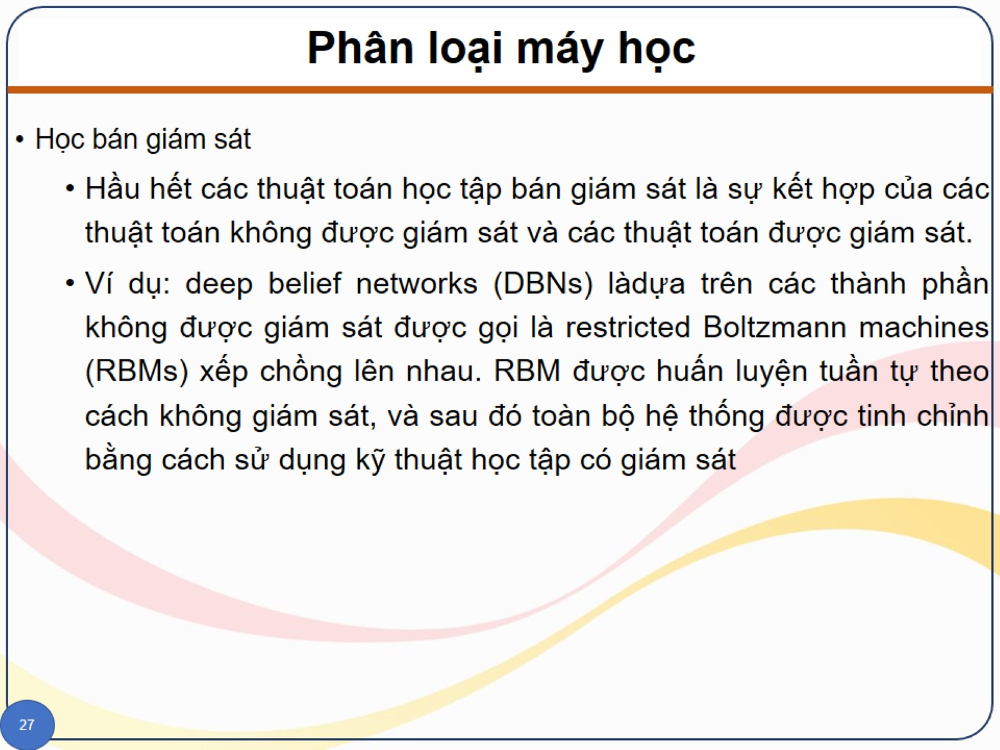 Phân loại máy học
• Học bán giám sát
• Hầu hết các thuật toán học tập bán giám sát là sự kết hợp của các
thuật toán không được giám sát và các thuật toán được giám sát.
• Ví dụ: deep belief networks (DBNs) làdựa trên các thành phần
không được giám sát được gọi là restricted Boltzmann machines
(RBMs) xếp chồng lên nhau. RBM được huấn luyện tuần tự theo
cách không giám sát, và sau đó toàn bộ hệ thống được tinh chỉnh
bằng cách sử dụng kỹ thuật học tập có giám sát
27